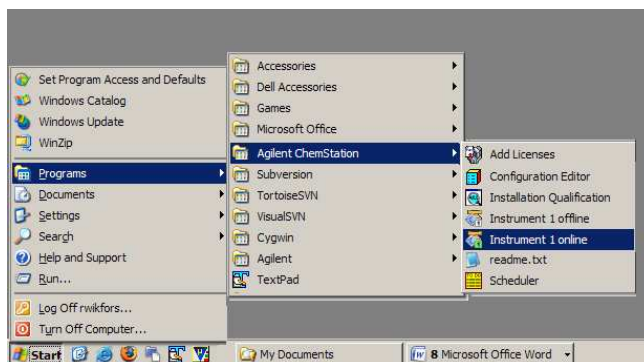 Set Program Access and Defaults
Windows Catalog
Windows Update
WinZip
Programs
Documents
Settings
Search
Help and Support
Run...
Log Off rwikfors...
Turn Off Computer...
Accessories
Dell Accessories
Games
Microsoft Office
Agilent ChemStation
Subversion
TortoiseSVN
VisualSVN
Cygwin
Agilent
TextPad
Add Licenses
Configuration Editor
Installation Qualification
Instrument 1 offline
Instrument 1 online
readme.txt
Scheduler
Start
My Documents
8 Microsoft Office Word